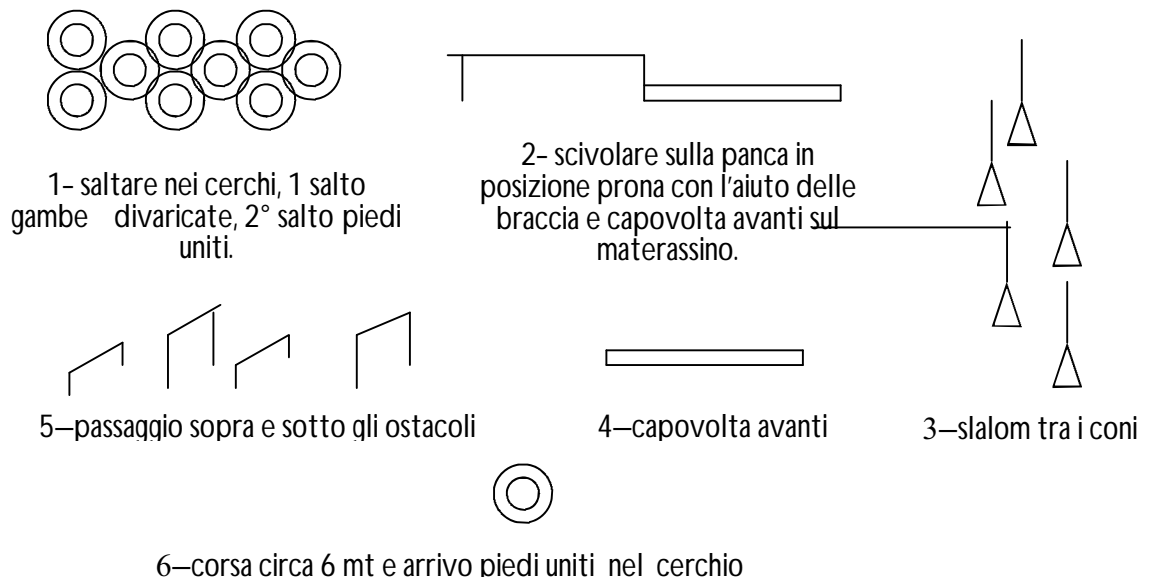 1- saltare nei cerchi, 1 salto
gambe divaricate, 2° salto piedi
uniti.
2- scivolare sulla panca in
posizione prona con l'aiuto delle
braccia e capovolta avanti sul
materassino.
5–passaggio sopra e sotto gli ostacoli
4–capovolta avanti
3–slalom tra i coni
6–corsa circa 6 mt e arrivo piedi uniti nel cerchio